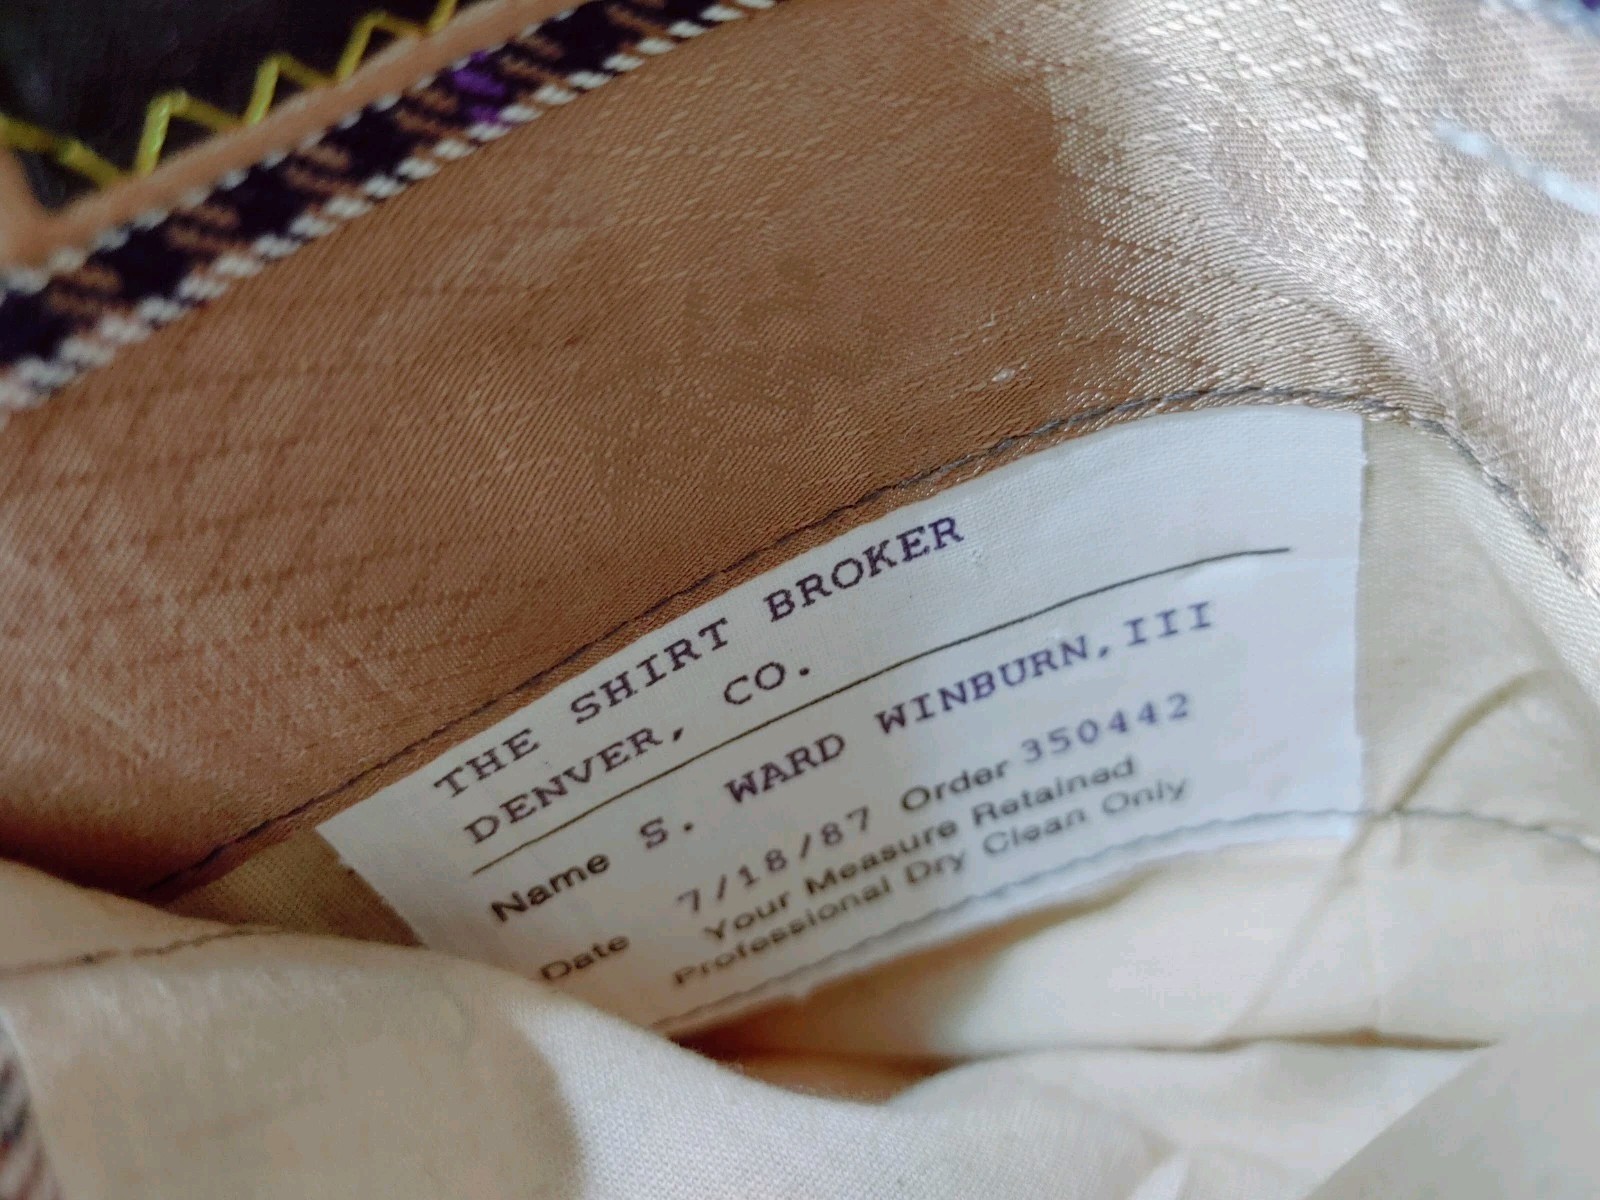 THE SHIRT BROKER
DENVER, CO.
Name S. WARD WINBURN, III
Date 7/18/87 Order 350442
Your Measure Retained
Professional Dry Clean Only